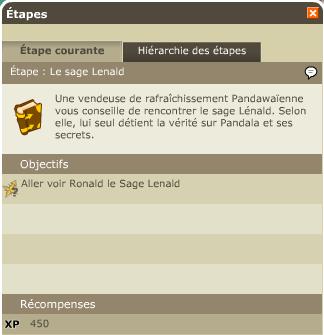 Étapes
Étape courante
Hiérarchie des étapes
Étape : Le sage Lenald
Une vendeuse de rafraîchissement Pandawaïenne
vous conseille de rencontrer le sage Lénald. Selon
elle, lui seul détient la vérité sur Pandala et ses
secrets.
Objectifs
Aller voir Ronald le Sage Lenald
Récompenses
XP 450